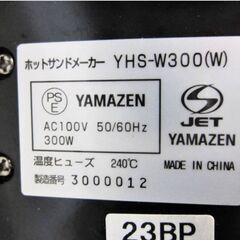 ホットサンドメーカー YHS-W300(W)
PS
E
YAMAZEN
AC100V 50/60Hz
300W
JET
YAMAZEN
温度ヒューズ 240℃
MADE IN CHINA
製造番号 3000012
23BP